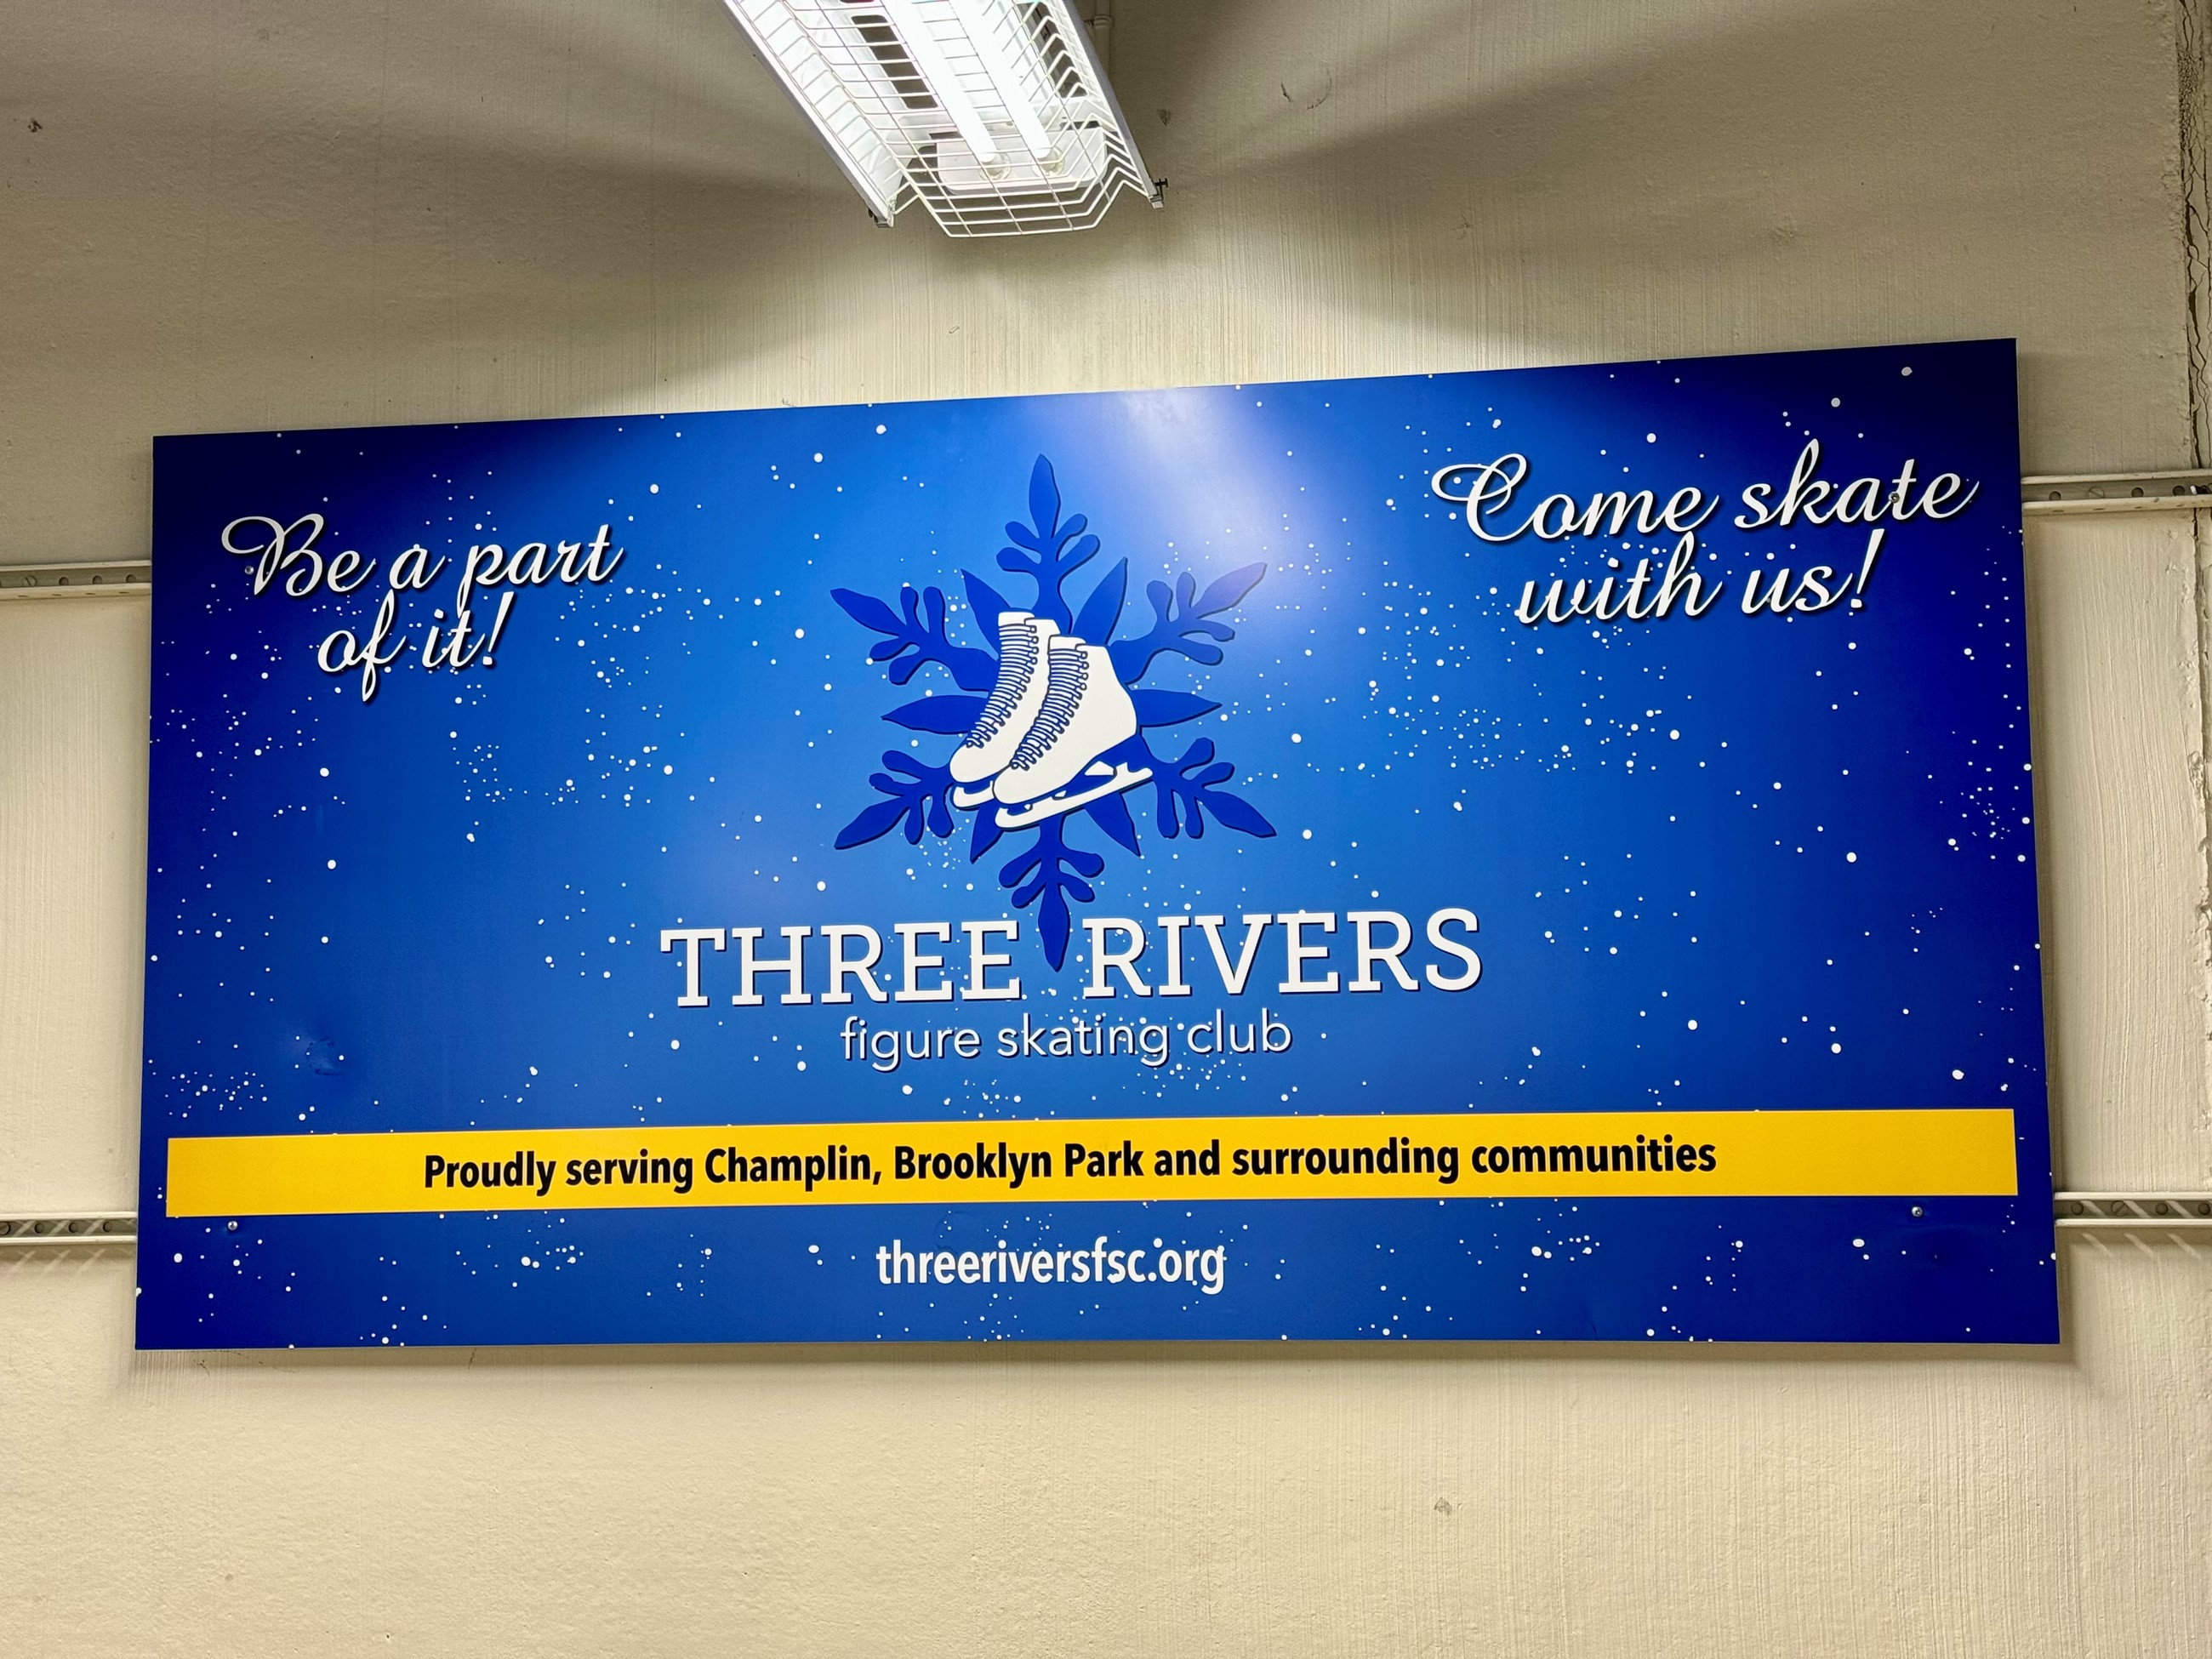 Be a part
of it!
Come skate
with us!
THREE RIVERS
figure skating club
Proudly serving Champlin, Brooklyn Park and surrounding communities
threeriversfsc.org